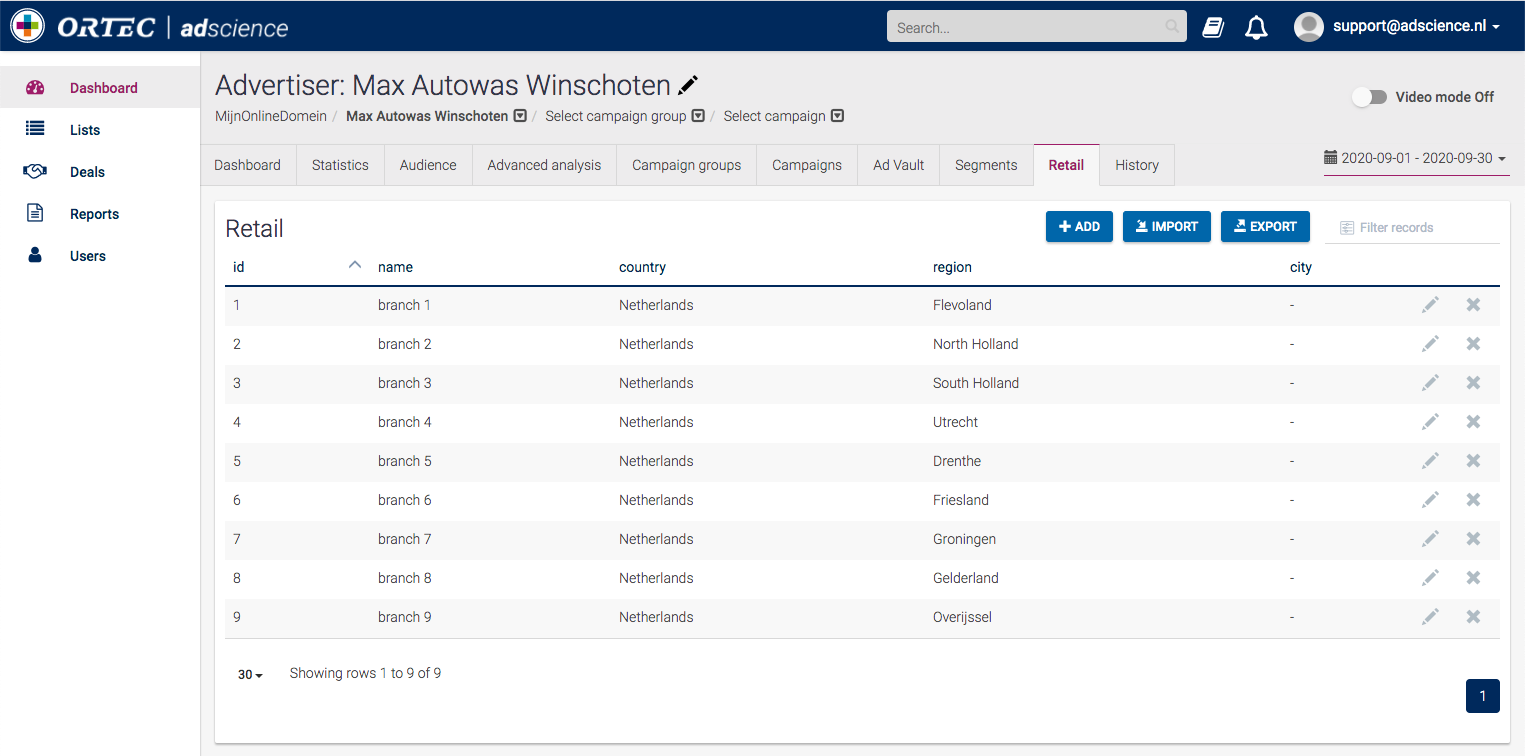 ORTEC | adscience
Search...
support@adscience.nl
Dashboard
Lists
Deals
Reports
Users
Advertiser: Max Autowas Winschoten
MijnOnlineDomein / Max Autowas Winschoten / Select campaign group / Select campaign
Video mode Off
Dashboard Statistics Audience Advanced analysis Campaign groups Campaigns Ad Vault Segments Retail History
2020-09-01 - 2020-09-30
Retail
ADD IMPORT EXPORT Filter records
id name country region city
1 branch 1 Netherlands Flevoland -
2 branch 2 Netherlands North Holland -
3 branch 3 Netherlands South Holland -
4 branch 4 Netherlands Utrecht -
5 branch 5 Netherlands Drenthe -
6 branch 6 Netherlands Friesland -
7 branch 7 Netherlands Groningen -
8 branch 8 Netherlands Gelderland -
9 branch 9 Netherlands Overijssel -
30 Showing rows 1 to 9 of 9
1